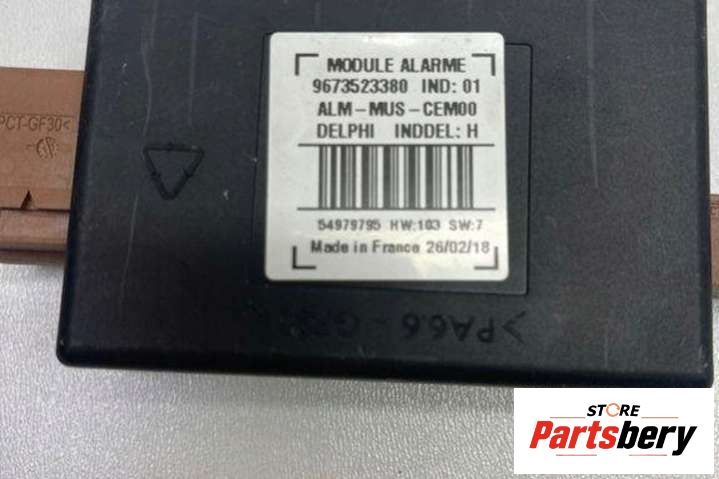 MODULE ALARME
9673523380 IND: 01
ALM-MUS-CEM00
DELPHI INDDEL: H
54979795 HW:103 SW:7
Made in France 26/02/18
PCT-GF30<
>PA6.6-
STORE
Partsbery